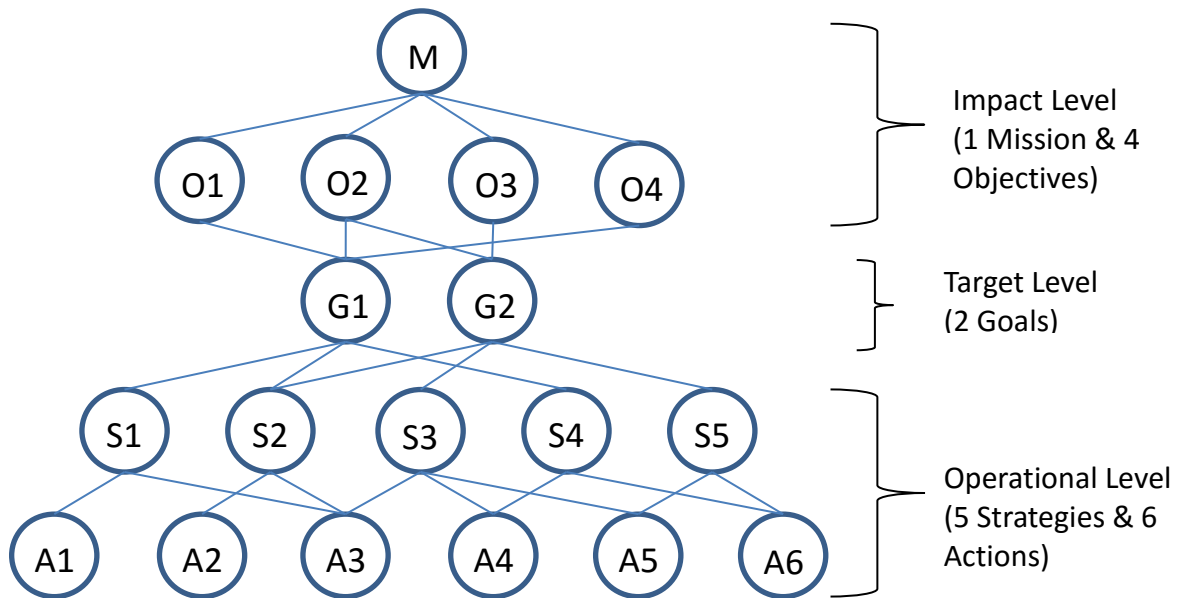 M
Impact Level
(1 Mission & 4
Objectives)
O1 O2 O3 O4
G1 G2
Target Level
(2 Goals)
S1 S2 S3 S4 S5
Operational Level
(5 Strategies & 6
Actions)
A1 A2 A3 A4 A5 A6